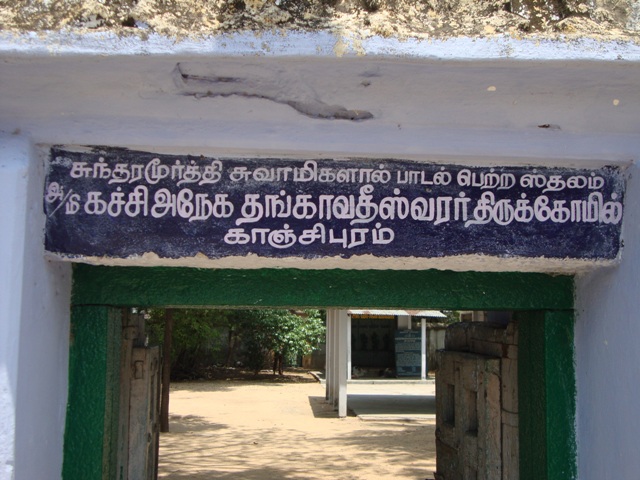 சுந்தரமூர்த்தி சுவாமிகளால் பாடல் பெற்ற ஸ்தலம்
அ/மி கச்சி அநேக தங்காவதீஸ்வரர் திருக்கோயில்
காஞ்சிபுரம்